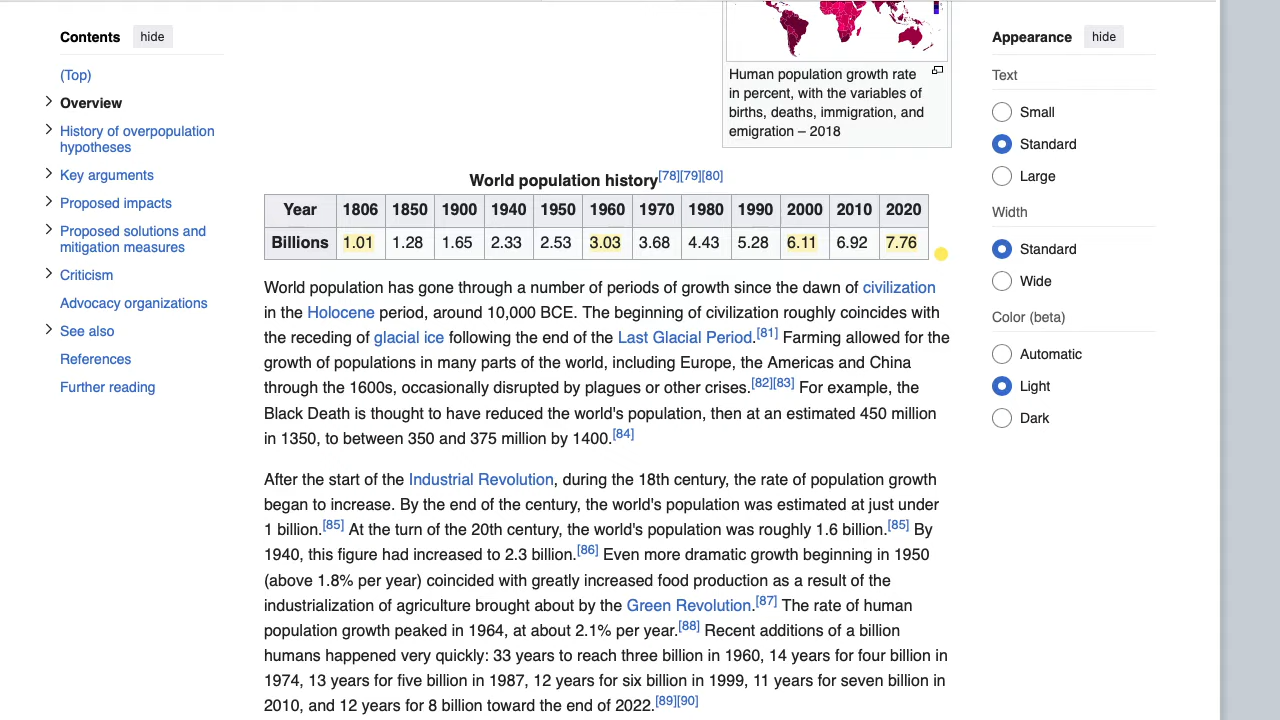 Contents hide
(Top)
Overview
History of overpopulation
hypotheses
Key arguments
Proposed impacts
Proposed solutions and
mitigation measures
Criticism
Advocacy organizations
See also
References
Further reading
Human population growth rate
in percent, with the variables of
births, deaths, immigration, and
emigration – 2018
World population history[78][79][80]
Year 1806 1850 1900 1940 1950 1960 1970 1980 1990 2000 2010 2020
Billions 1.01 1.28 1.65 2.33 2.53 3.03 3.68 4.43 5.28 6.11 6.92 7.76
World population has gone through a number of periods of growth since the dawn of civilization
in the Holocene period, around 10,000 BCE. The beginning of civilization roughly coincides with
the receding of glacial ice following the end of the Last Glacial Period.[81] Farming allowed for the
growth of populations in many parts of the world, including Europe, the Americas and China
through the 1600s, occasionally disrupted by plagues or other crises.[82][83] For example, the
Black Death is thought to have reduced the world's population, then at an estimated 450 million
in 1350, to between 350 and 375 million by 1400.[84]
After the start of the Industrial Revolution, during the 18th century, the rate of population growth
began to increase. By the end of the century, the world's population was estimated at just under
1 billion.[85] At the turn of the 20th century, the world's population was roughly 1.6 billion.[85] By
1940, this figure had increased to 2.3 billion.[86] Even more dramatic growth beginning in 1950
(above 1.8% per year) coincided with greatly increased food production as a result of the
industrialization of agriculture brought about by the Green Revolution.[87] The rate of human
population growth peaked in 1964, at about 2.1% per year.[88] Recent additions of a billion
humans happened very quickly: 33 years to reach three billion in 1960, 14 years for four billion in
1974, 13 years for five billion in 1987, 12 years for six billion in 1999, 11 years for seven billion in
2010, and 12 years for 8 billion toward the end of 2022.[89][90]
Appearance hide
Text
Small
Standard
Large
Width
Standard
Wide
Color (beta)
Automatic
Light
Dark